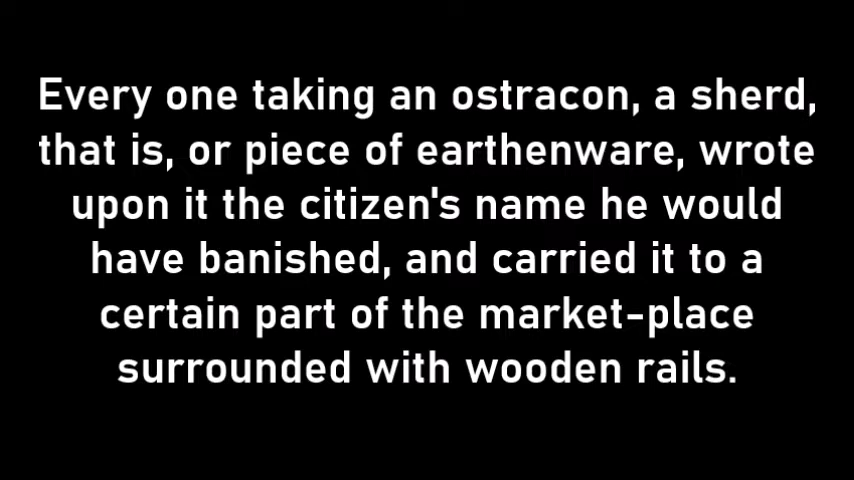 Every one taking an ostracon, a sherd,
that is, or piece of earthenware, wrote
upon it the citizen's name he would
have banished, and carried it to a
certain part of the market-place
surrounded with wooden rails.